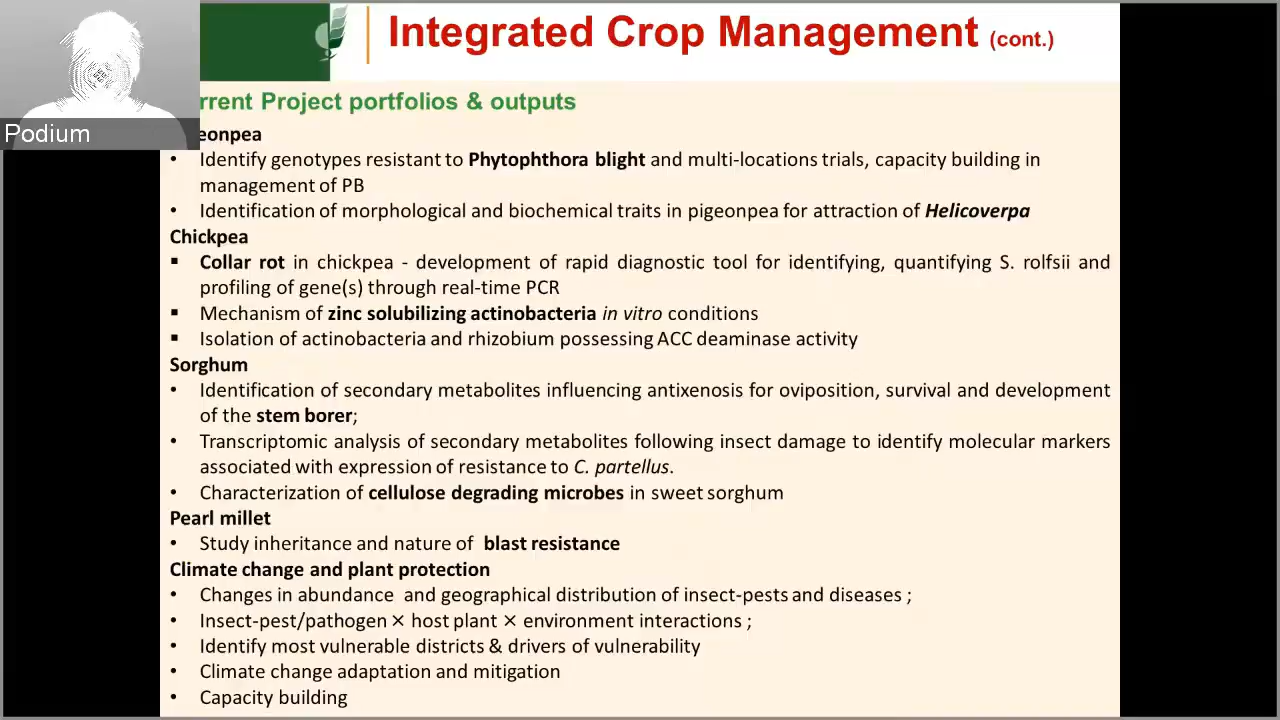 Integrated Crop Management (cont.)
Podium
rrent Project portfolios & outputs
eonpea
• Identify genotypes resistant to Phytophthora blight and multi-locations trials, capacity building in
management of PB
• Identification of morphological and biochemical traits in pigeonpea for attraction of Helicoverpa
Chickpea
▪ Collar rot in chickpea - development of rapid diagnostic tool for identifying, quantifying S. rolfsii and
profiling of gene(s) through real-time PCR
▪ Mechanism of zinc solubilizing actinobacteria in vitro conditions
▪ Isolation of actinobacteria and rhizobium possessing ACC deaminase activity
Sorghum
• Identification of secondary metabolites influencing antixenosis for oviposition, survival and development
of the stem borer;
• Transcriptomic analysis of secondary metabolites following insect damage to identify molecular markers
associated with expression of resistance to C. partellus.
• Characterization of cellulose degrading microbes in sweet sorghum
Pearl millet
• Study inheritance and nature of blast resistance
Climate change and plant protection
• Changes in abundance and geographical distribution of insect-pests and diseases ;
• Insect-pest/pathogen × host plant × environment interactions ;
• Identify most vulnerable districts & drivers of vulnerability
• Climate change adaptation and mitigation
• Capacity building